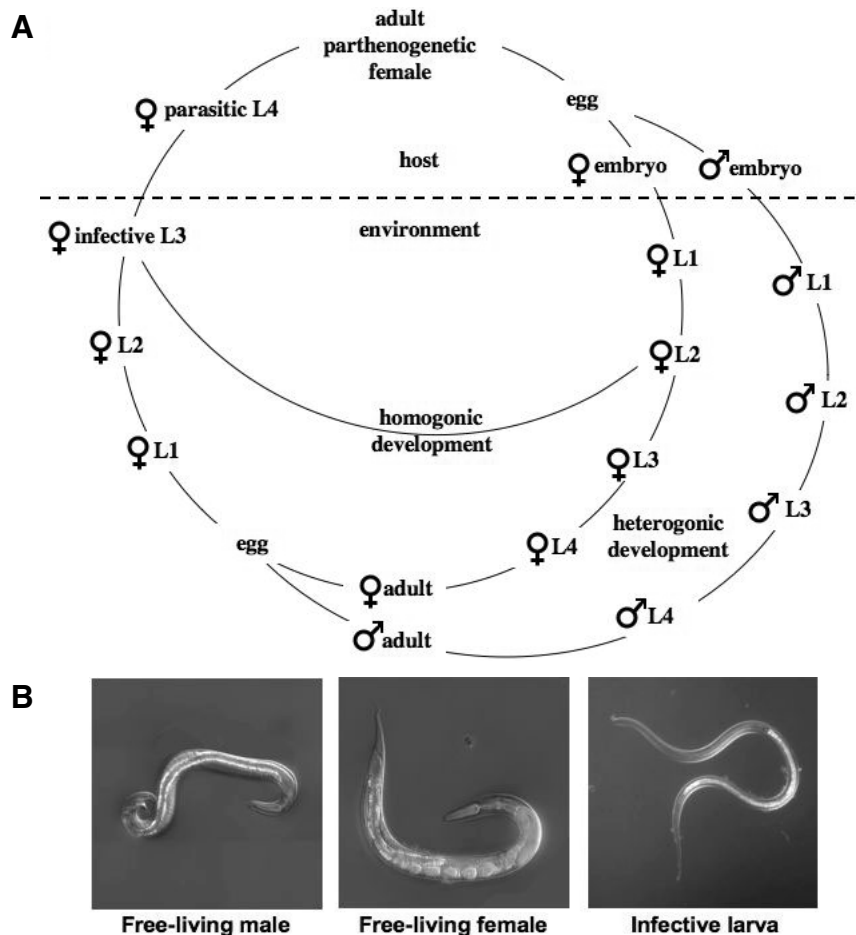 A
adult
parthenogenetic
female
egg
♀ parasitic L4
host
♀ embryo
♂ embryo
♀ infective L3
environment
♀ L1
♂ L1
♀ L2
♀ L2
♂ L2
homogonic
development
♀ L1
♀ L3
♂ L3
heterogonic
development
egg
♀ L4
♀ adult
♂ L4
♂ adult
B
Free-living male
Free-living female
Infective larva